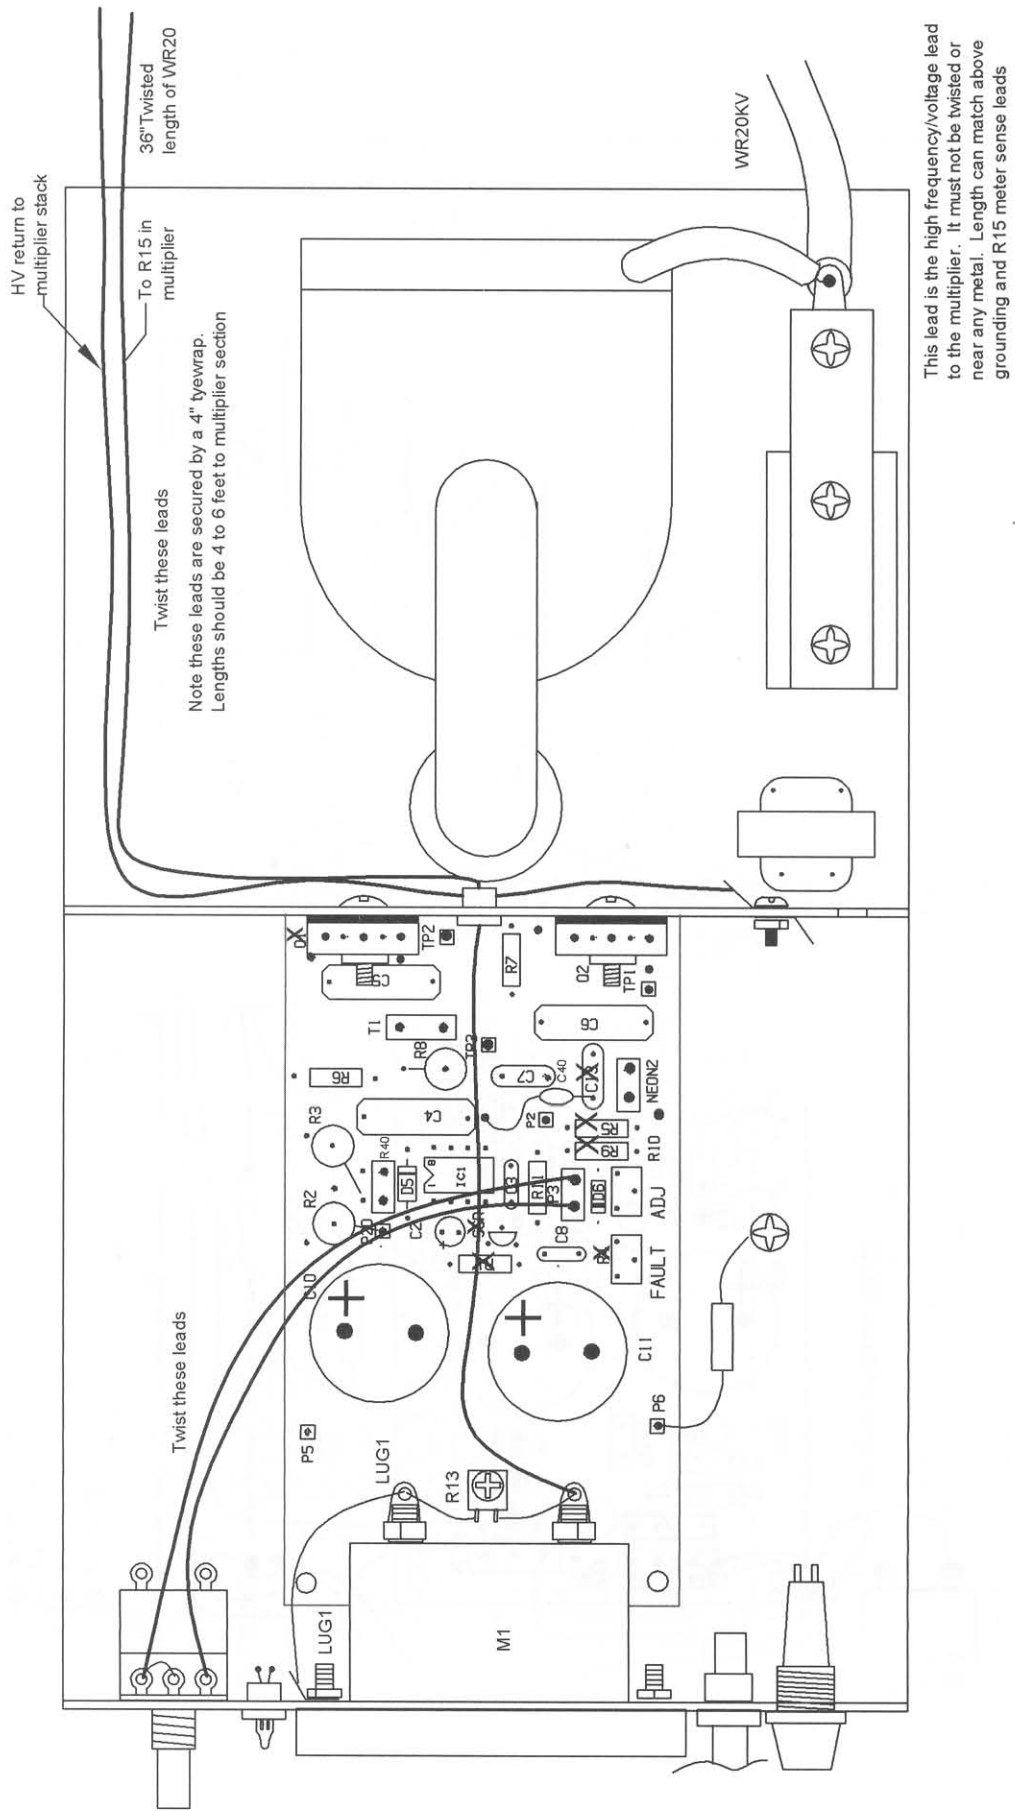 HV return to
multiplier stack
36"Twisted
length of WR20
To R15 in
multiplier
Twist these leads
Note these leads are secured by a 4" tyewrap.
Lengths should be 4 to 6 feet to multiplier section
WR20KV
This lead is the high frequency/voltage lead
to the multiplier. It must not be twisted or
near any metal. Length can match above
grounding and R15 meter sense leads
TP2
C5
R7
Q2
TP1
T1
R8
C6
R6
C7
C40
NEON2
R3
C4
P2
R5
R9
R10
R40
D5
IC1
R11
P3
D6
ADJ
R2
C2
C8
FAULT
C10
C11
Twist these leads
P5
P6
LUG1
R13
LUG1
M1